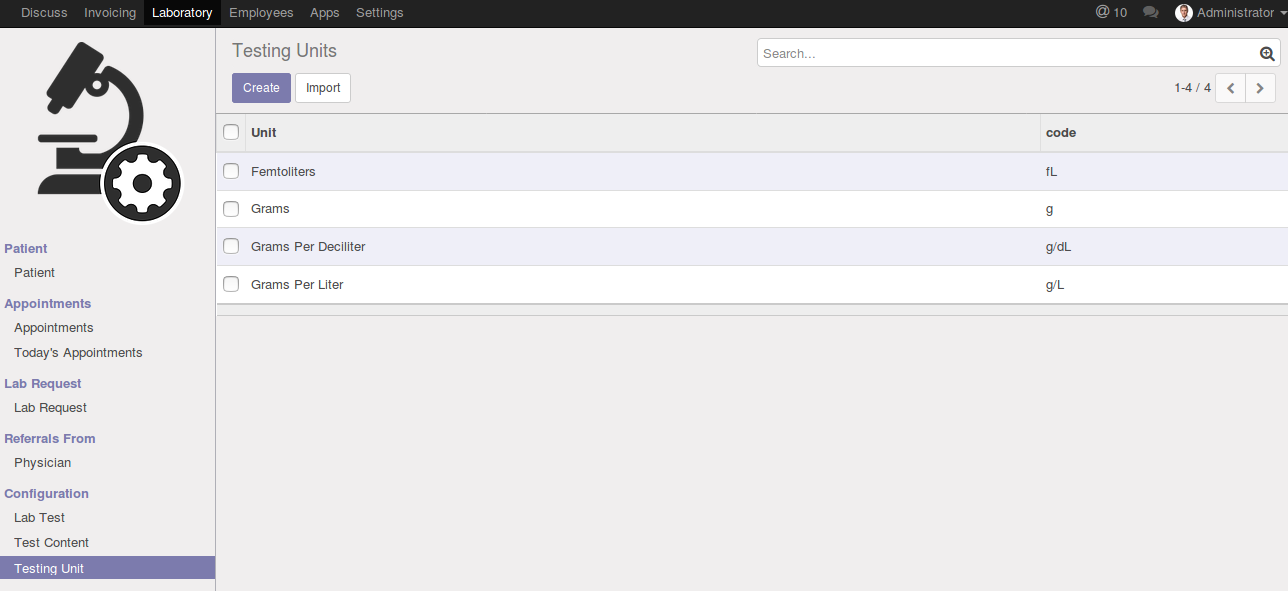 Discuss Invoicing Laboratory Employees Apps Settings @ 10 Administrator
Testing Units
Search...
Create Import
1-4 / 4
Unit code
Femtoliters fL
Grams g
Grams Per Deciliter g/dL
Grams Per Liter g/L
Patient
Patient
Appointments
Appointments
Today's Appointments
Lab Request
Lab Request
Referrals From
Physician
Configuration
Lab Test
Test Content
Testing Unit